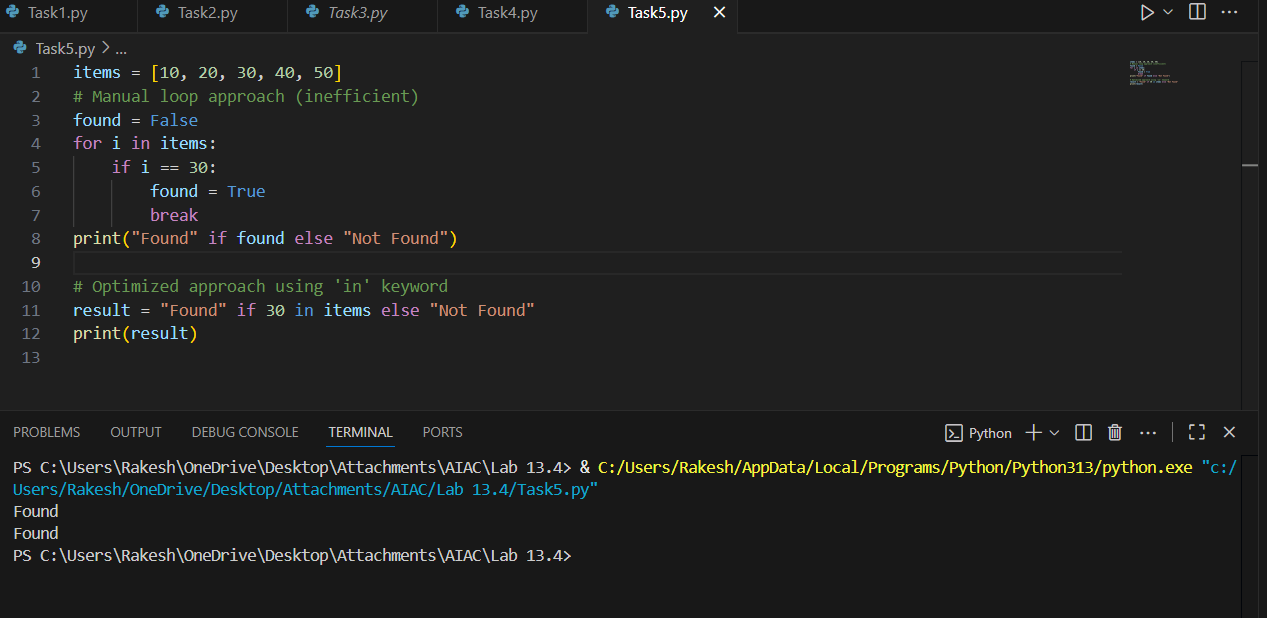 Task1.py Task2.py Task3.py Task4.py Task5.py
Task5.py > ...
1 items = [10, 20, 30, 40, 50]
2 # Manual loop approach (inefficient)
3 found = False
4 for i in items:
5     if i == 30:
6         found = True
7         break
8 print("Found" if found else "Not Found")
9
10 # Optimized approach using 'in' keyword
11 result = "Found" if 30 in items else "Not Found"
12 print(result)
13
PROBLEMS OUTPUT DEBUG CONSOLE TERMINAL PORTS Python
PS C:\Users\Rakesh\OneDrive\Desktop\Attachments\AIAC\Lab 13.4> & C:/Users/Rakesh/AppData/Local/Programs/Python/Python313/python.exe "c:/
Users/Rakesh/OneDrive/Desktop/Attachments/AIAC/Lab 13.4/Task5.py"
Found
Found
PS C:\Users\Rakesh\OneDrive\Desktop\Attachments\AIAC\Lab 13.4>